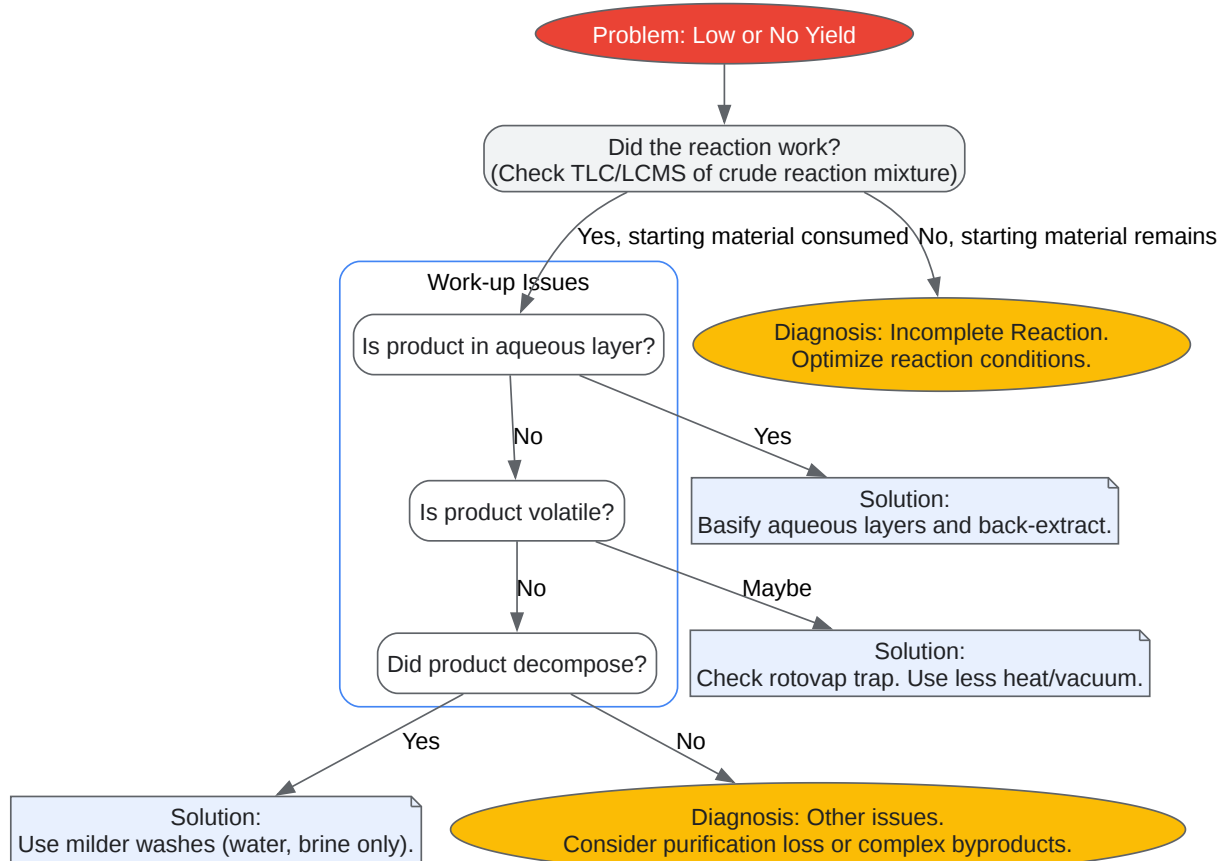 Problem: Low or No Yield
Did the reaction work?
(Check TLC/LCMS of crude reaction mixture)
Yes, starting material consumed
No, starting material remains
Work-up Issues
Is product in aqueous layer?
Diagnosis: Incomplete Reaction.
Optimize reaction conditions.
No
Yes
Is product volatile?
Solution:
Basify aqueous layers and back-extract.
No
Maybe
Did product decompose?
Solution:
Check rotovap trap. Use less heat/vacuum.
Yes
No
Solution:
Use milder washes (water, brine only).
Diagnosis: Other issues.
Consider purification loss or complex byproducts.